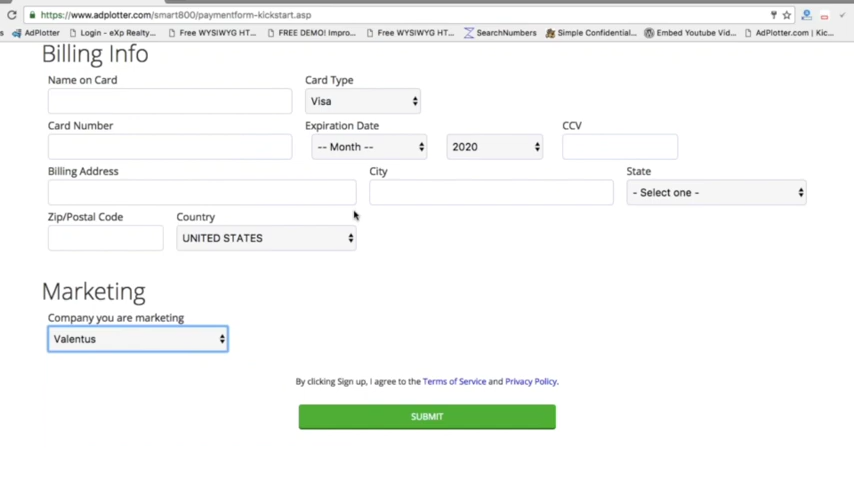 https://www.adplotter.com/smart800/paymentform-kickstart.asp
s AdPlotter Login - eXp Realty... Free WYSIWYG HT... FREE DEMO! Impro... Free WYSIWYG HT... SearchNumbers Simple Confidential... Embed Youtube Vid... AdPlotter.com | Kic...
Billing Info
Name on Card Card Type
Visa
Card Number Expiration Date CCV
-- Month -- 2020
Billing Address City State
- Select one -
Zip/Postal Code Country
UNITED STATES
Marketing
Company you are marketing
Valentus
By clicking Sign up, I agree to the Terms of Service and Privacy Policy.
SUBMIT